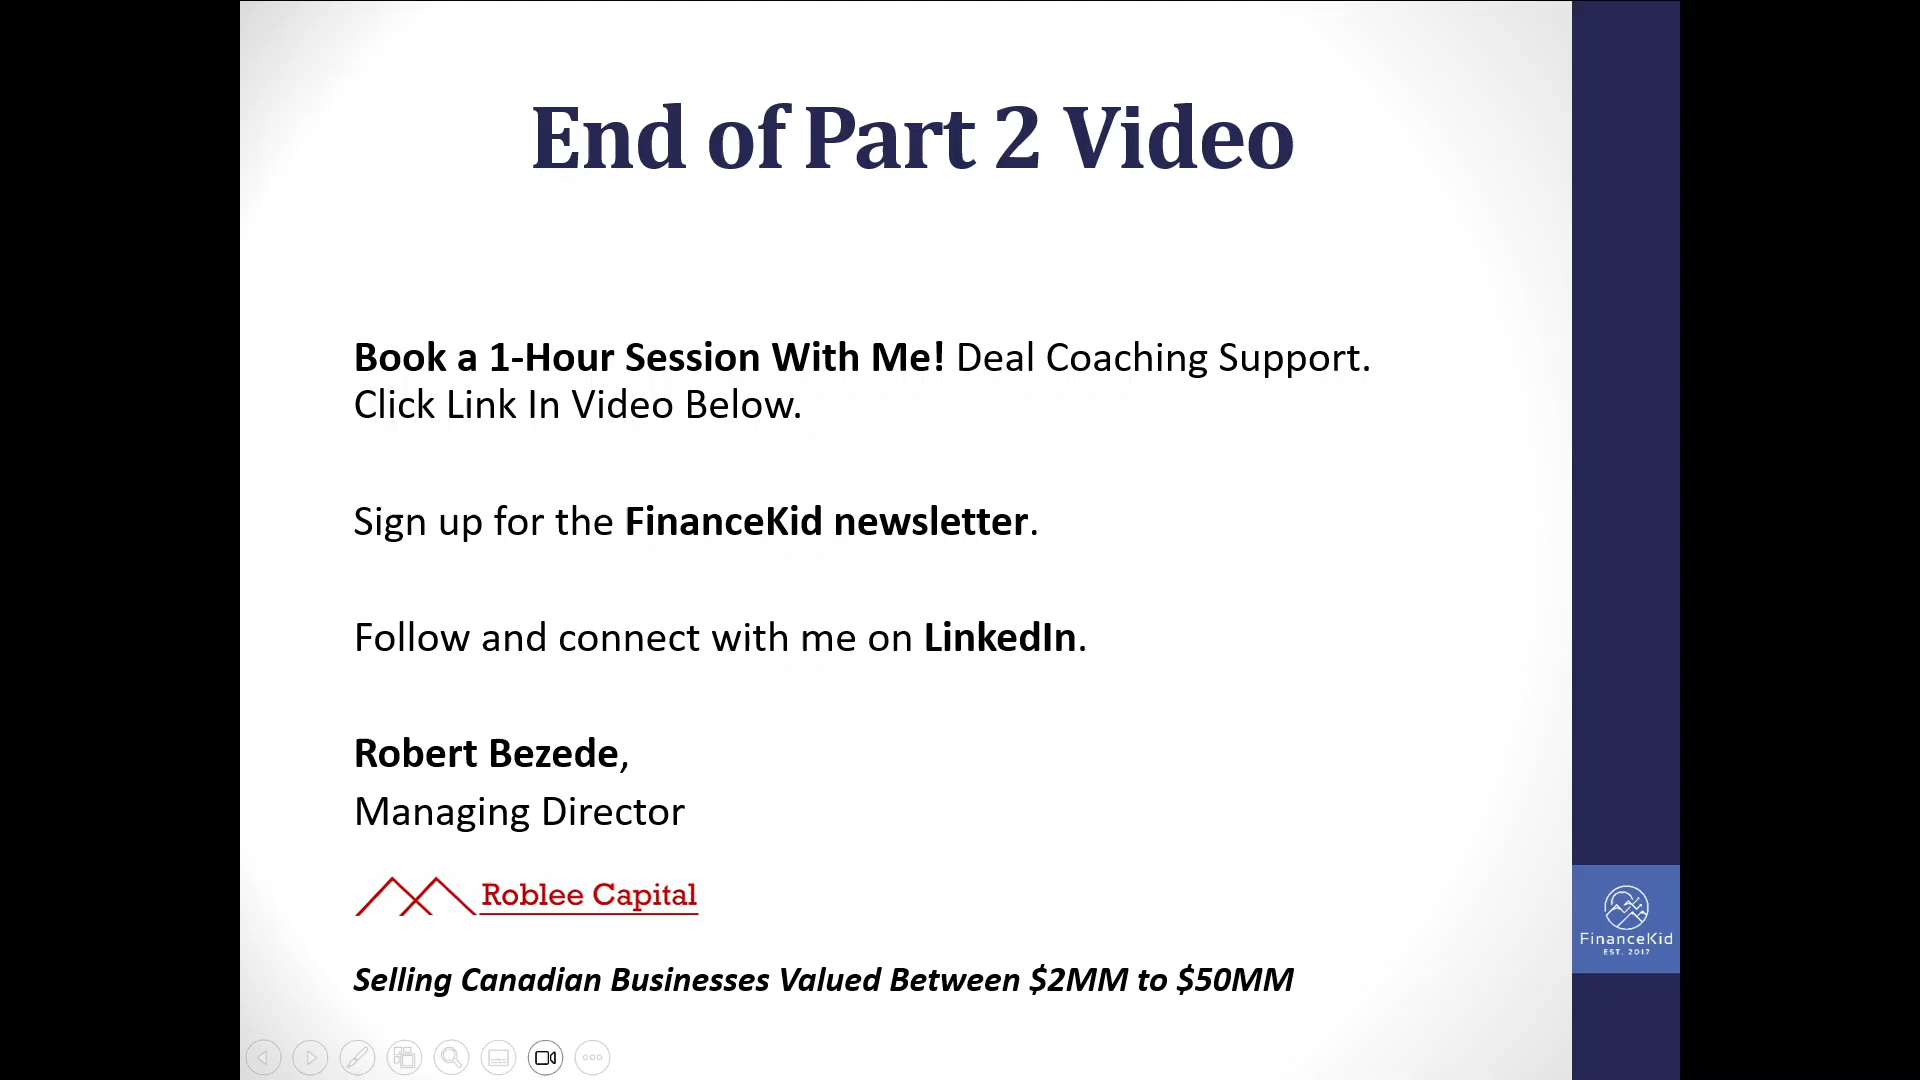 End of Part 2 Video
Book a 1-Hour Session With Me! Deal Coaching Support.
Click Link In Video Below.
Sign up for the FinanceKid newsletter.
Follow and connect with me on LinkedIn.
Robert Bezede,
Managing Director
Roblee Capital
FinanceKid
EST. 2017
Selling Canadian Businesses Valued Between $2MM to $50MM